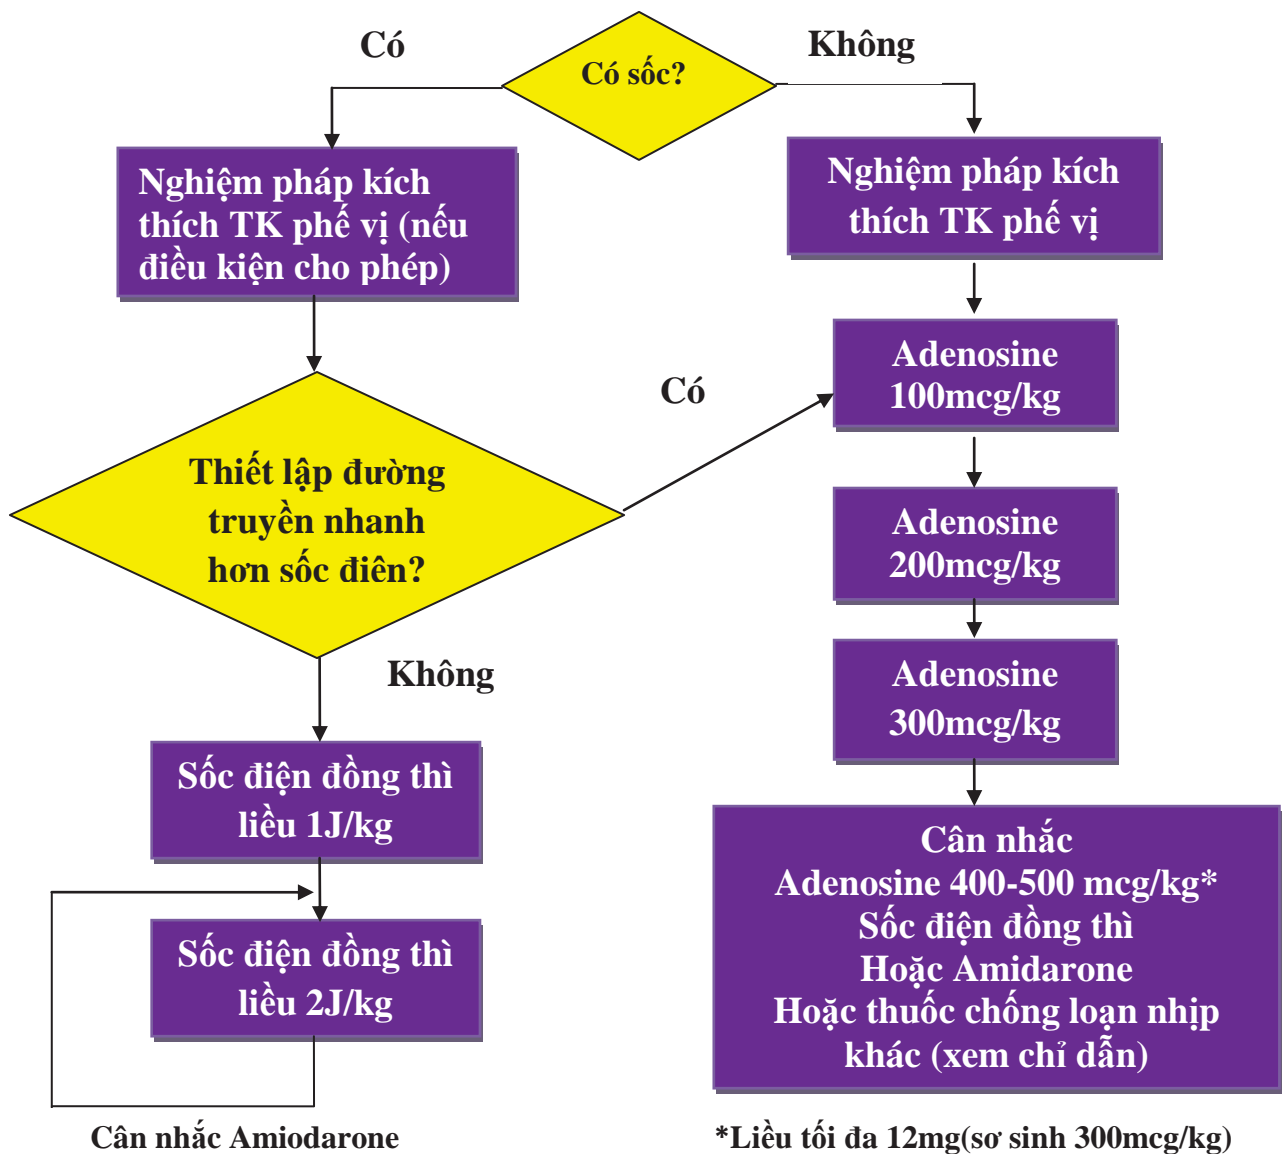 Có
Không
Có sốc?
Nghiệm pháp kích
thích TK phế vị (nếu
điều kiện cho phép)
Nghiệm pháp kích
thích TK phế vị
Adenosine
100mcg/kg
Có
Thiết lập đường
truyền nhanh
hơn sốc điên?
Adenosine
200mcg/kg
Không
Adenosine
300mcg/kg
Sốc điện đồng thì
liều 1J/kg
Sốc điện đồng thì
liều 2J/kg
Cân nhắc
Adenosine 400-500 mcg/kg*
Sốc điện đồng thì
Hoặc Amidarone
Hoặc thuốc chống loạn nhịp
khác (xem chỉ dẫn)
Cân nhắc Amiodarone
*Liều tối đa 12mg(sơ sinh 300mcg/kg)